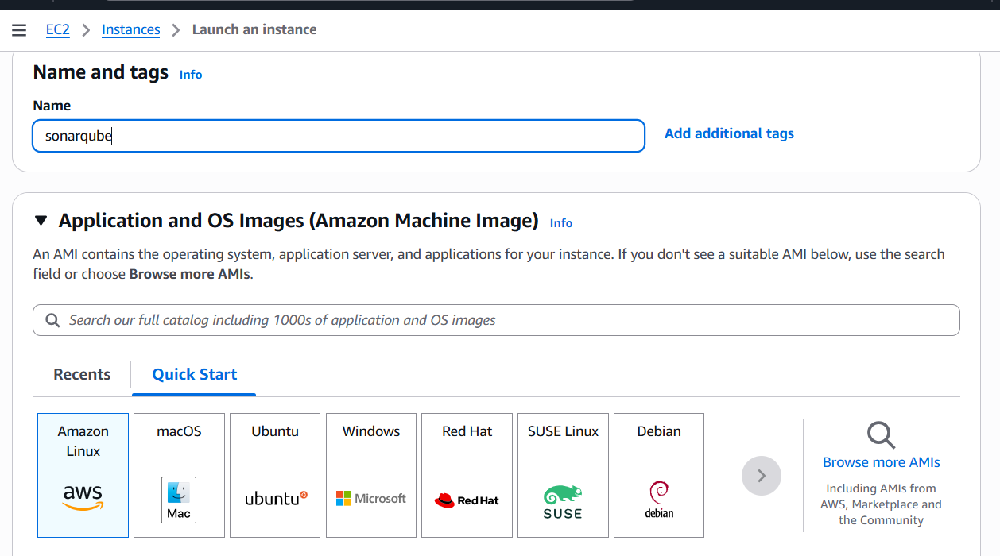 EC2 > Instances > Launch an instance
Name and tags Info
Name
sonarqube
Add additional tags
Application and OS Images (Amazon Machine Image) Info
An AMI contains the operating system, application server, and applications for your instance. If you don't see a suitable AMI below, use the search
field or choose Browse more AMIs.
Search our full catalog including 1000s of application and OS images
Recents
Quick Start
Amazon
Linux
aws
macOS
Mac
Ubuntu
ubuntu
Windows
Microsoft
Red Hat
Red Hat
SUSE Linux
SUSE
Debian
debian
Browse more AMIs
Including AMIs from
AWS, Marketplace and
the Community